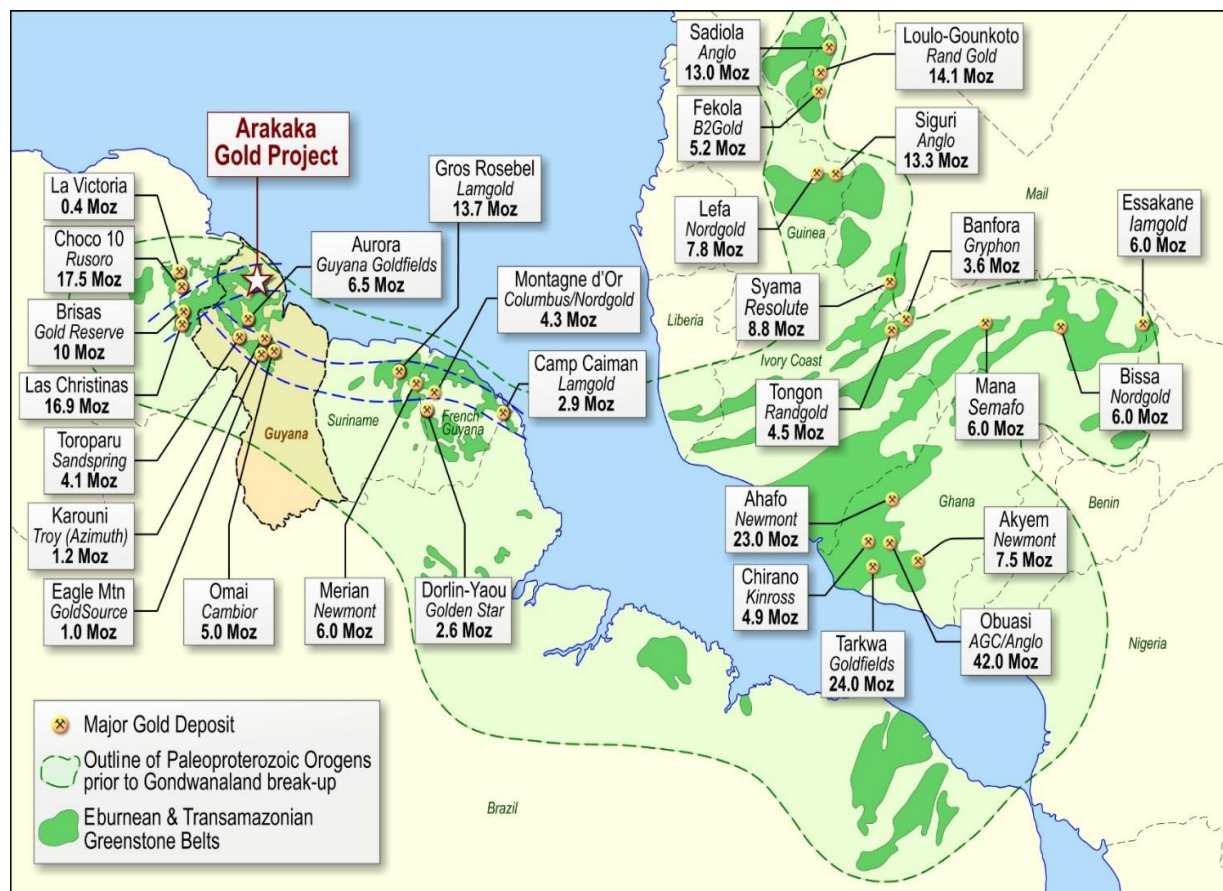 Sadiola
Anglo
13.0 Moz
Loulo-Gounkoto
Rand Gold
14.1 Moz
Fekola
B2Gold
5.2 Moz
Siguri
Anglo
13.3 Moz
Arakaka
Gold Project
Gros Rosebel
Lamgold
13.7 Moz
La Victoria
0.4 Moz
Choco 10
Rusoro
17.5 Moz
Aurora
Guyana Goldfields
6.5 Moz
Lefa
Nordgold
7.8 Moz
Guinea
Mail
Banfora
Gryphon
3.6 Moz
Essakane
Iamgold
6.0 Moz
Montagne d'Or
Columbus/Nordgold
4.3 Moz
Syama
Resolute
8.8 Moz
Liberia
Brisas
Gold Reserve
10 Moz
Ivory Coast
Camp Caiman
Lamgold
2.9 Moz
Las Christinas
16.9 Moz
Tongon
Randgold
4.5 Moz
Mana
Semafo
6.0 Moz
Bissa
Nordgold
6.0 Moz
Suriname
French
Guyana
Guyana
Toroparu
Sandspring
4.1 Moz
Karouni
Troy (Azimuth)
1.2 Moz
Ahafo
Newmont
23.0 Moz
Ghana
Benin
Akyem
Newmont
7.5 Moz
Eagle Mtn
GoldSource
1.0 Moz
Omai
Cambior
5.0 Moz
Merian
Newmont
6.0 Moz
Dorlin-Yaou
Golden Star
2.6 Moz
Chirano
Kinross
4.9 Moz
Tarkwa
Goldfields
24.0 Moz
Obuasi
AGC/Anglo
42.0 Moz
Nigeria
Major Gold Deposit
Outline of Paleoproterozoic Orogens
prior to Gondwanaland break-up
Eburnean & Transamazonian
Greenstone Belts
Brazil